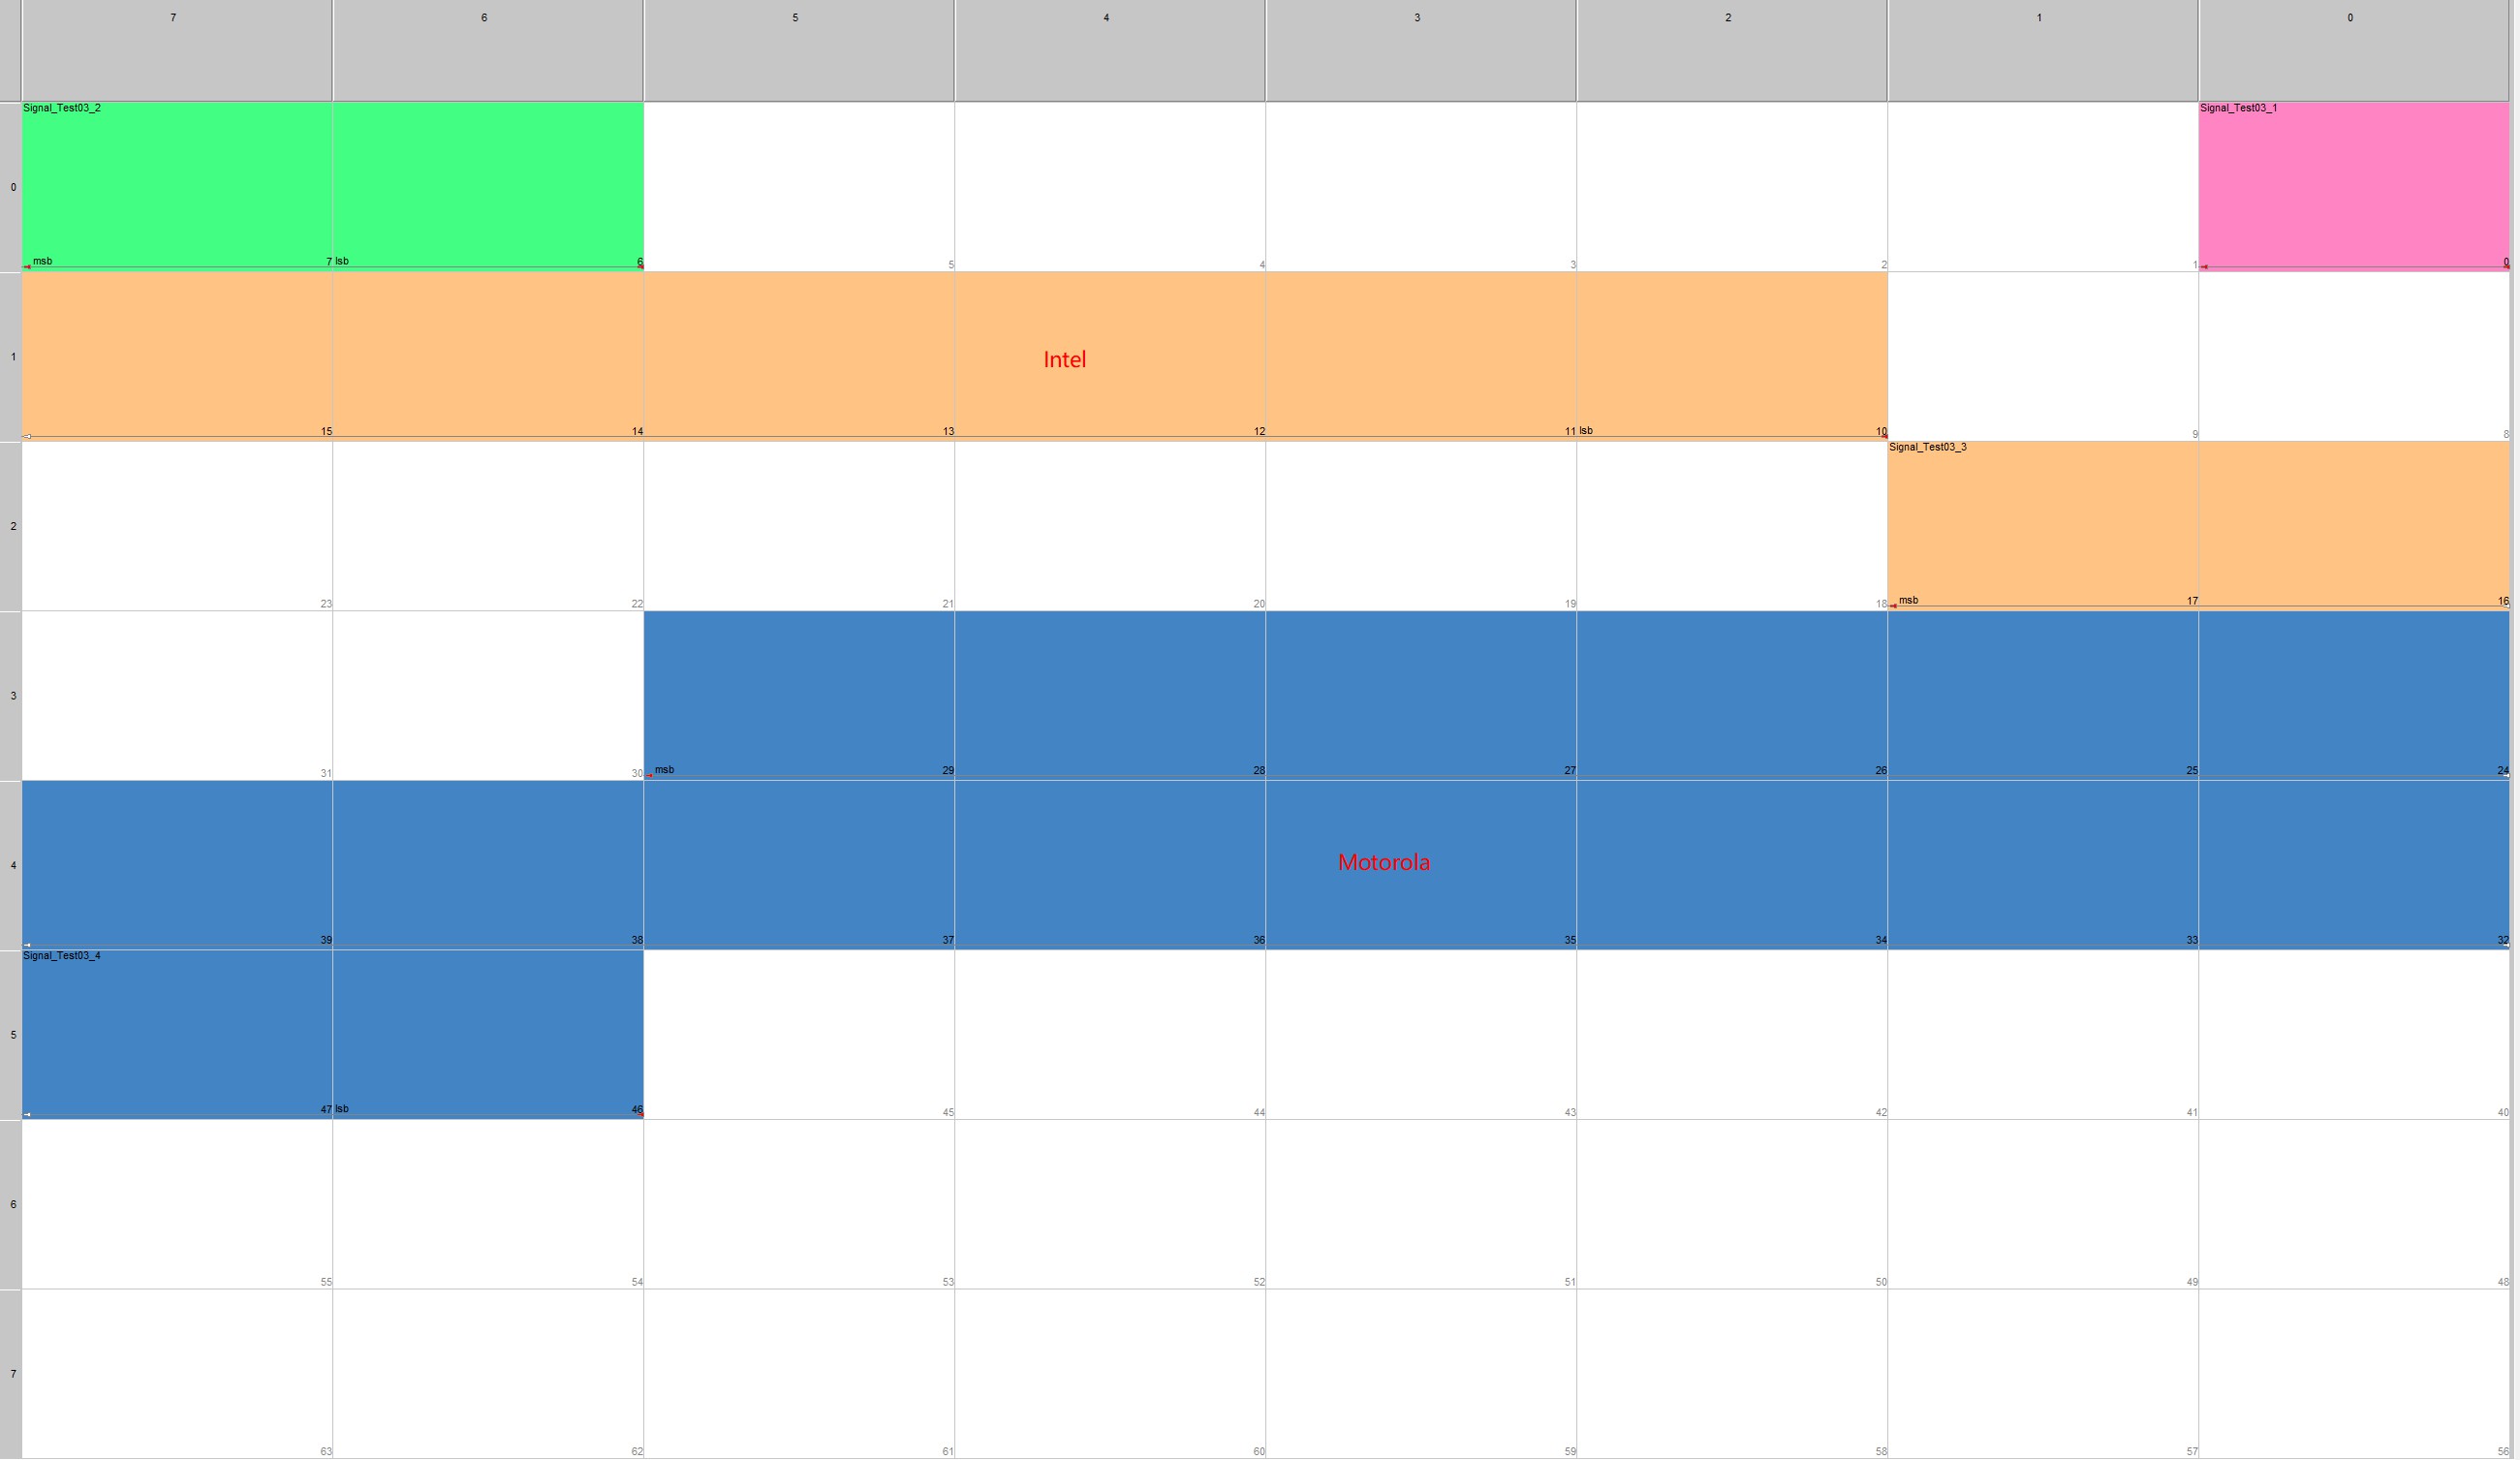 7 6 5 4 3 2 1 0
Signal_Test03_2 Signal_Test03_1
0
msb 7 lsb 6 5 4 3 2 1 0
1
Intel
15 14 13 12 11 lsb 10 9 8
Signal_Test03_3
2
23 22 21 20 19 18 msb 17 16
3
31 30 msb 29 28 27 26 25 24
4
Motorola
39 38 37 36 35 34 33 32
Signal_Test03_4
5
47 lsb 46 45 44 43 42 41 40
6
55 54 53 52 51 50 49 48
7
63 62 61 60 59 58 57 56